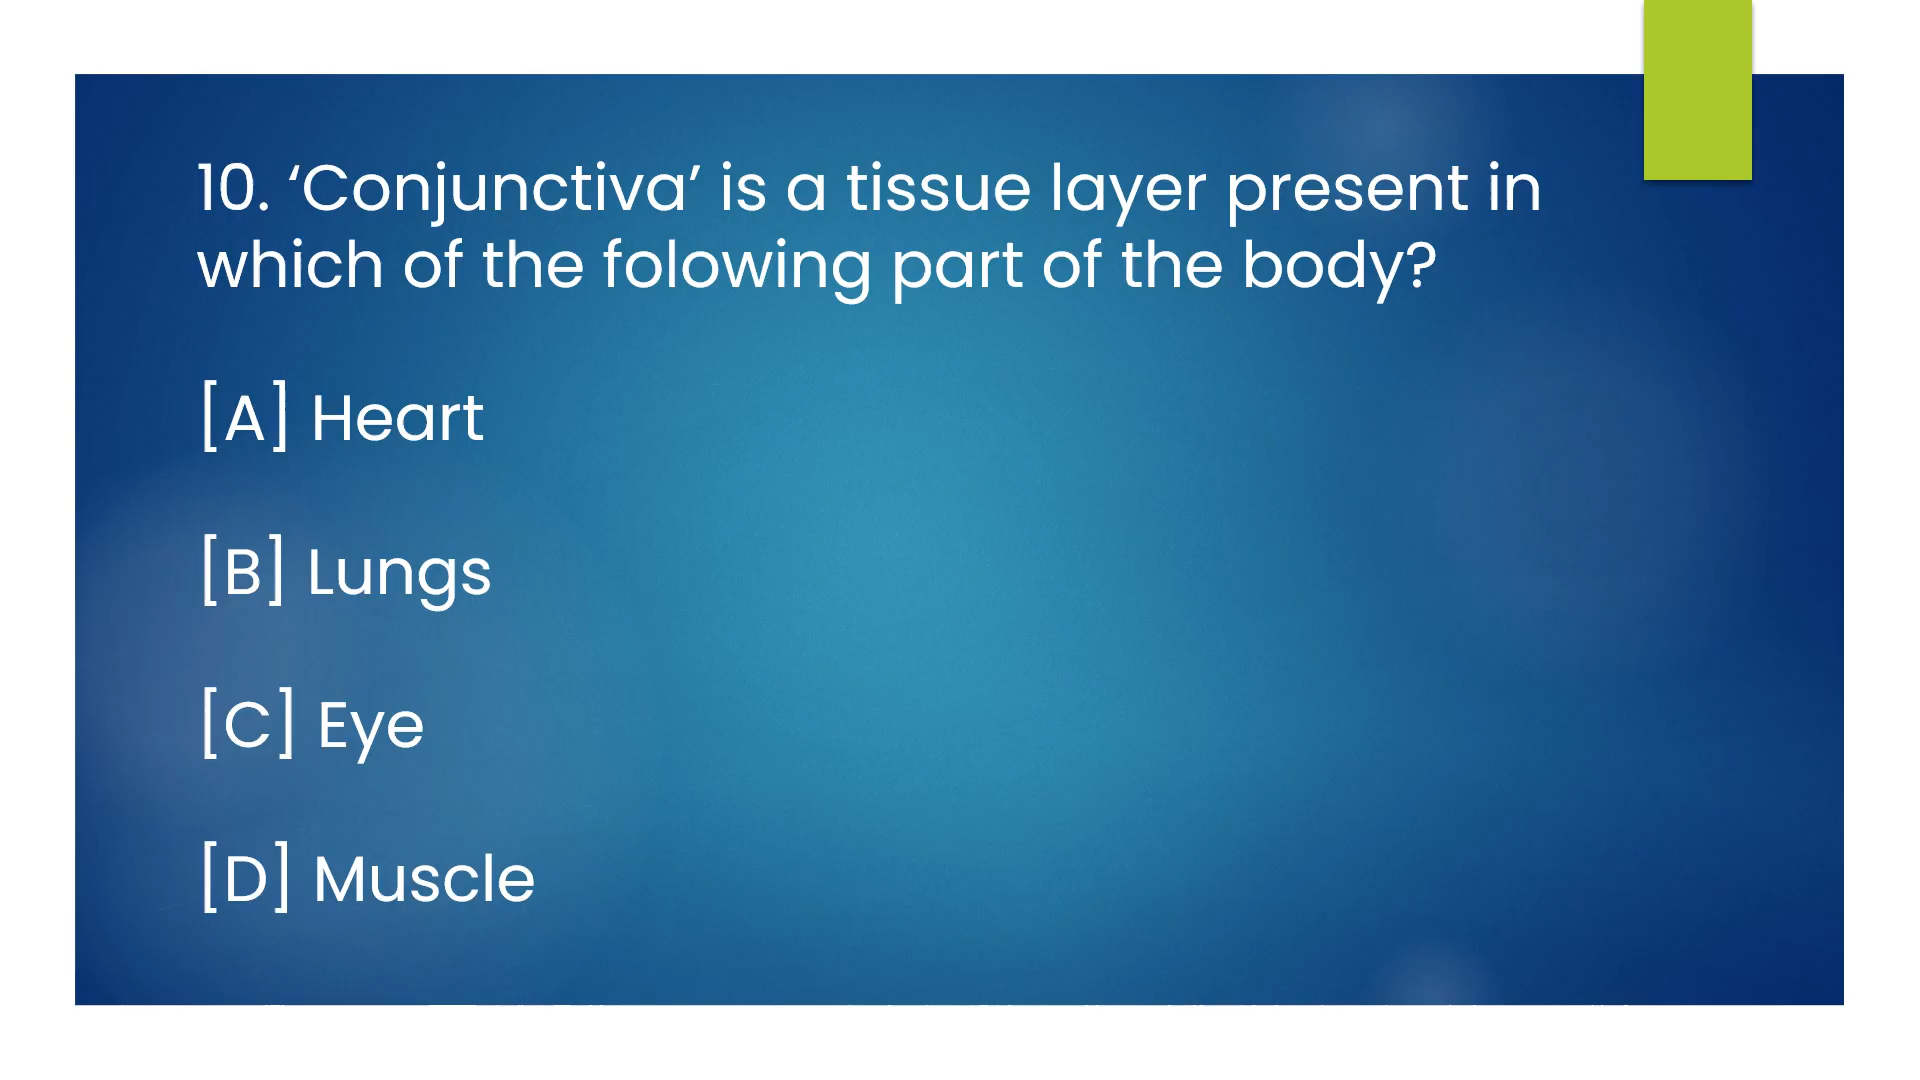 10. ‘Conjunctiva’ is a tissue layer present in
which of the folowing part of the body?
[A] Heart
[B] Lungs
[C] Eye
[D] Muscle